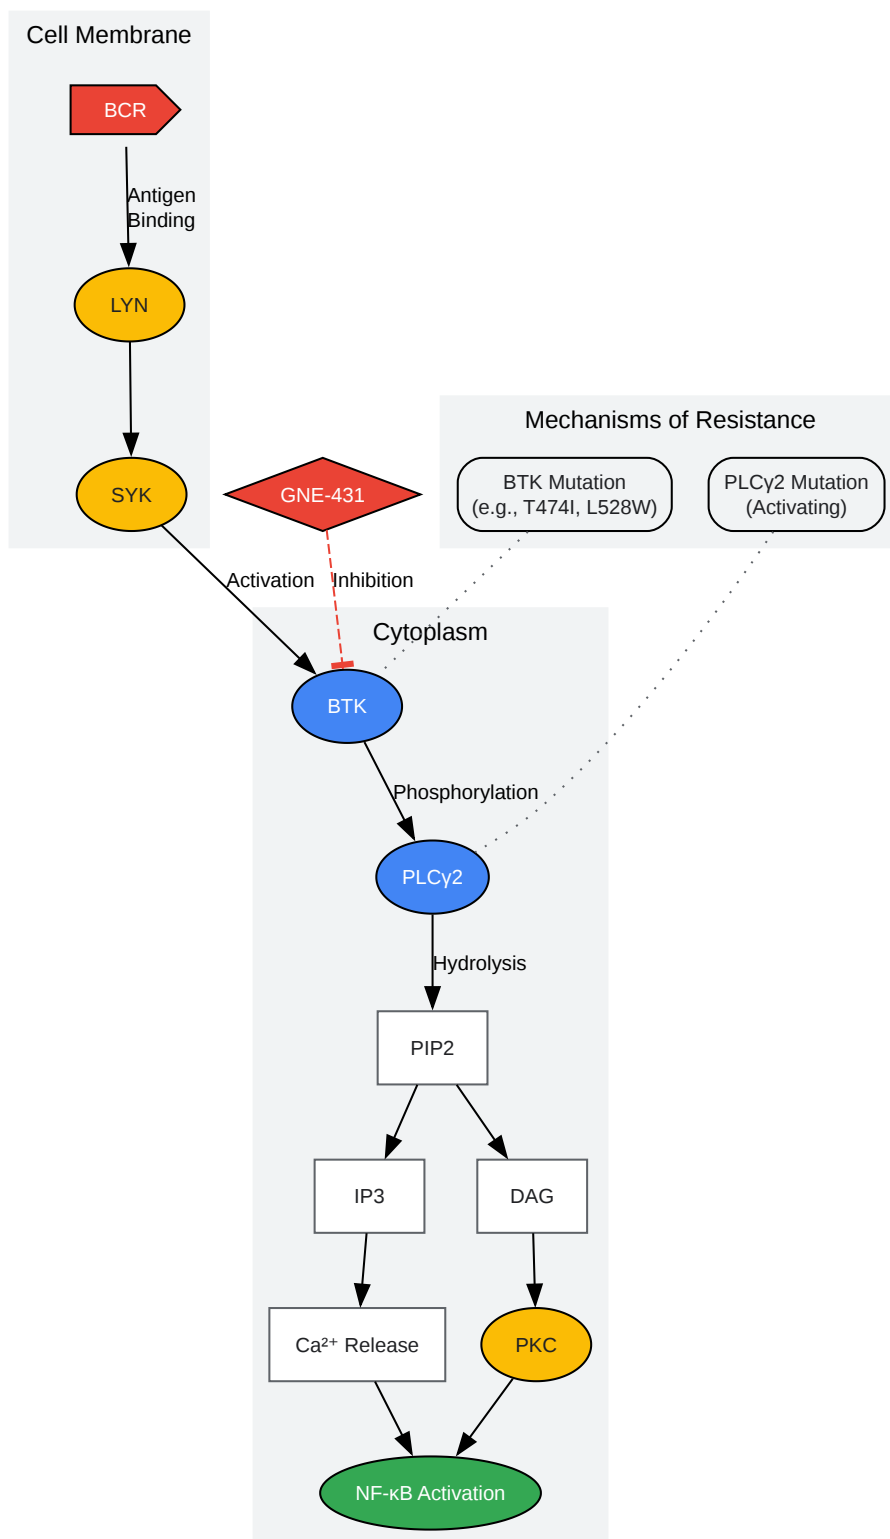 Cell Membrane
BCR
Antigen
Binding
LYN
SYK
GNE-431
Mechanisms of Resistance
BTK Mutation
(e.g., T474I, L528W)
PLCγ2 Mutation
(Activating)
Activation
Inhibition
Cytoplasm
BTK
Phosphorylation
PLCγ2
Hydrolysis
PIP2
IP3
DAG
Ca²⁺ Release
PKC
NF-κB Activation